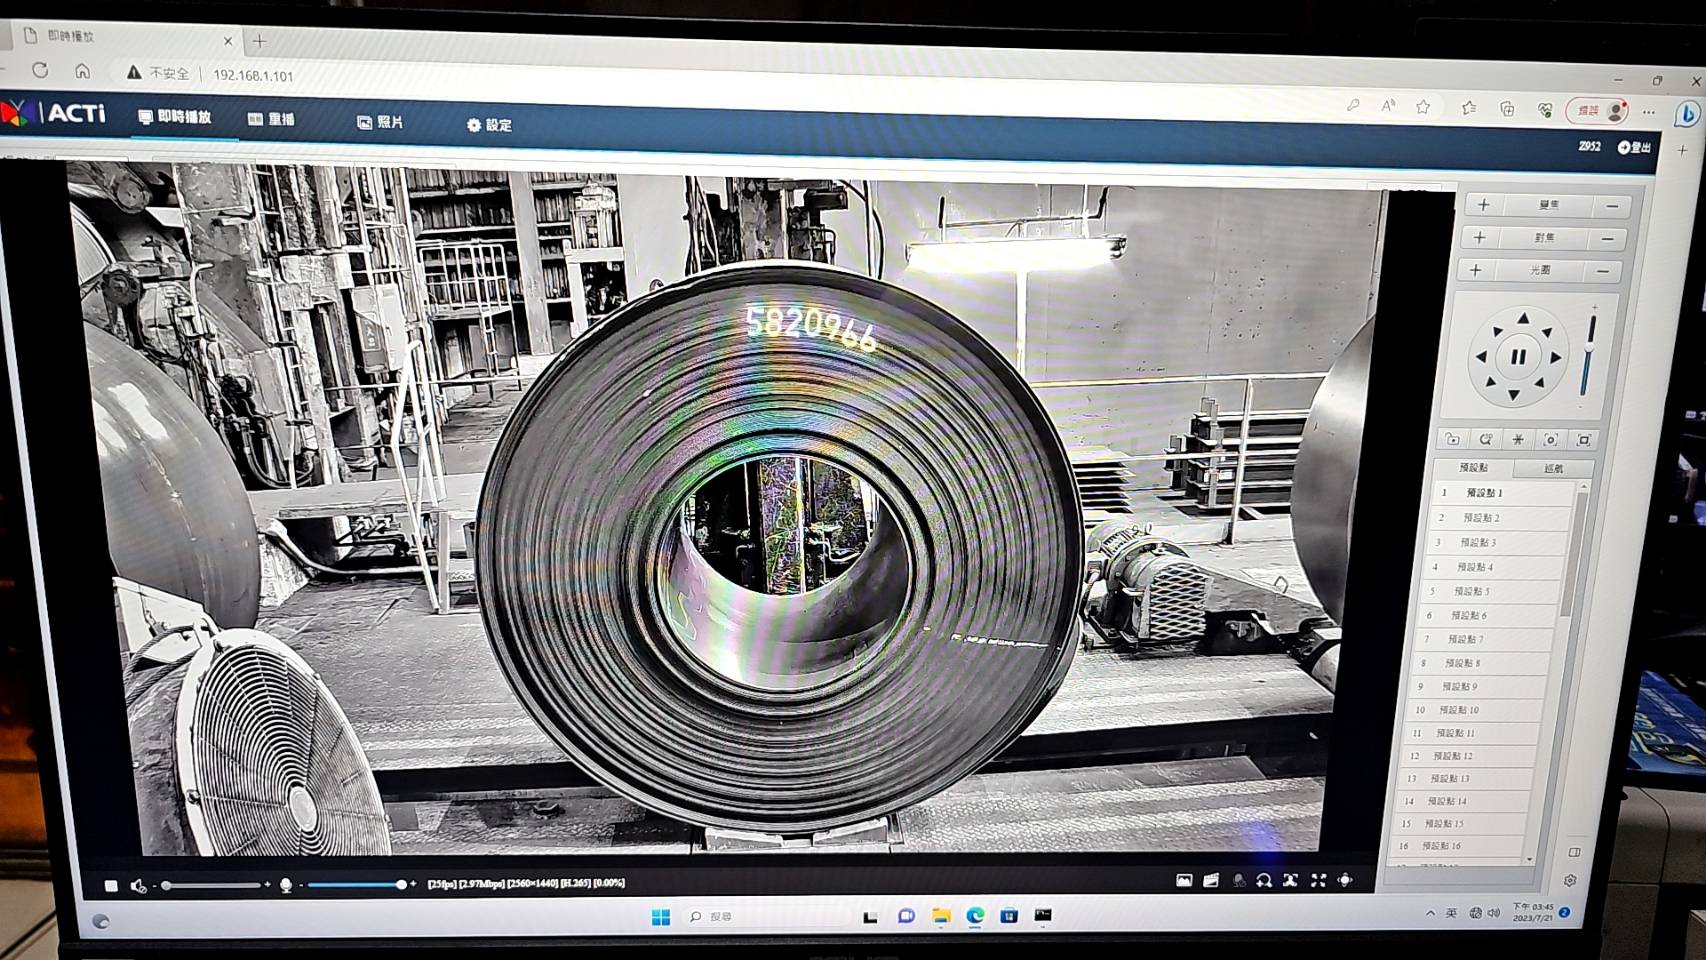 即時播放
不安全 192.168.1.101
ACTi 即時播放 重播 照片 設定
Z952 登出
5820966
變焦
對焦
光圈
預設點 巡航
1 預設點 1
2 預設點 2
3 預設點 3
4 預設點 4
5 預設點 5
6 預設點 6
7 預設點 7
8 預設點 8
9 預設點 9
10 預設點 10
11 預設點 11
12 預設點 12
13 預設點 13
14 預設點 14
15 預設點 15
16 預設點 16
[25fps] [2.97Mbps] [2560×1440] [H.265] [0.00%]
搜尋
英
下午 03:45
2023/7/21
2